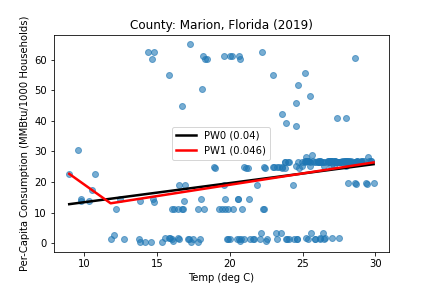 County: Marion, Florida (2019)
Per-Capita Consumption (MMBtu/1000 Households)
60
50
40
30
20
10
0
PW0 (0.04)
PW1 (0.046)
10
15
20
25
30
Temp (deg C)